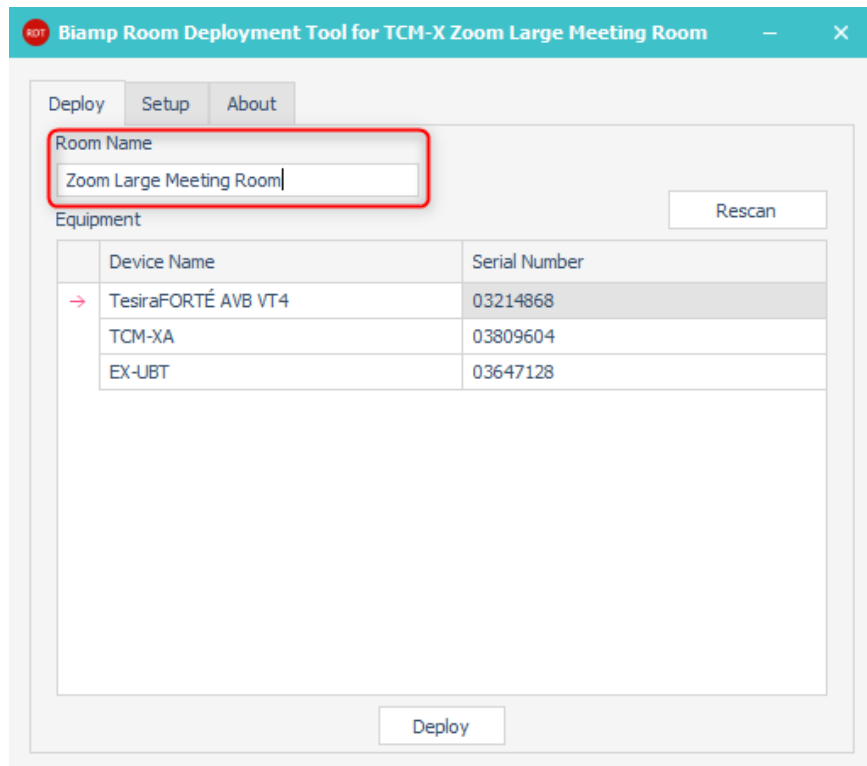 RDT Biamp Room Deployment Tool for TCM-X Zoom Large Meeting Room
Deploy Setup About
Room Name
Zoom Large Meeting Room
Rescan
Equipment
Device Name Serial Number
TesiraFORTÉ AVB VT4 03214868
TCM-XA 03809604
EX-UBT 03647128
Deploy